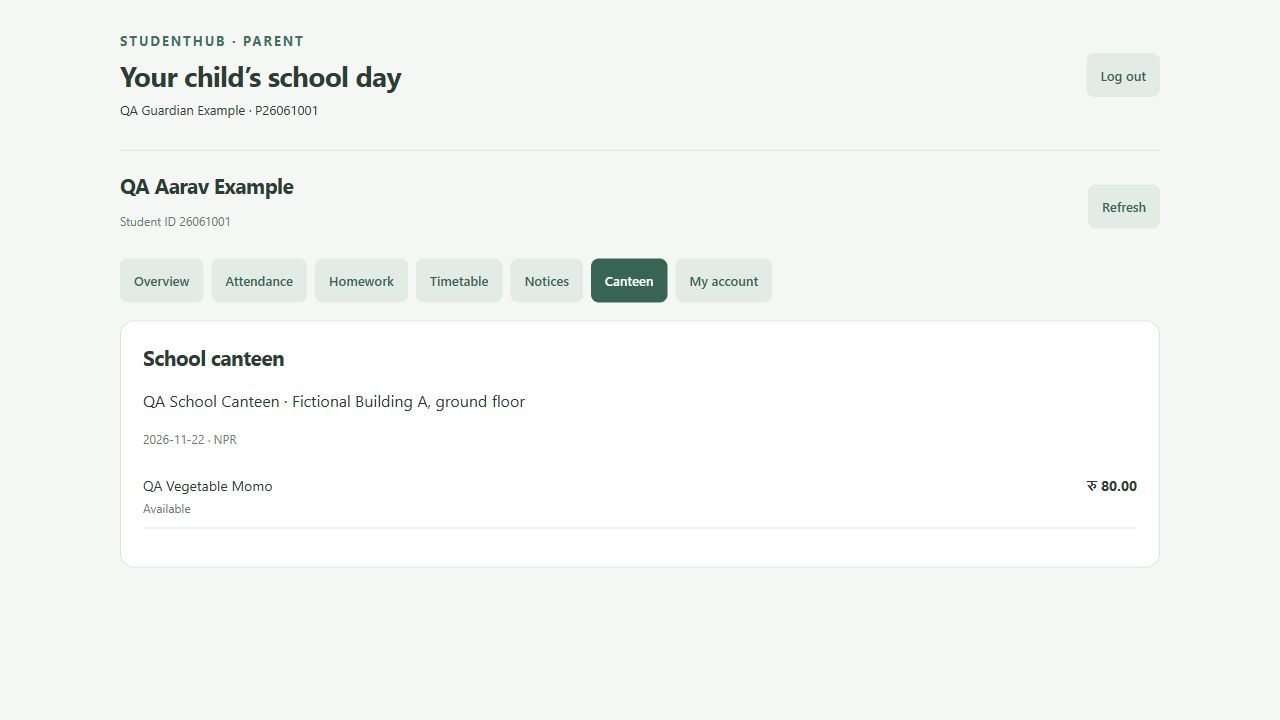 STUDENTHUB · PARENT
Your child’s school day
QA Guardian Example · P26061001
Log out
QA Aarav Example
Student ID 26061001
Refresh
Overview Attendance Homework Timetable Notices Canteen My account
School canteen
QA School Canteen · Fictional Building A, ground floor
2026-11-22 · NPR
QA Vegetable Momo रु 80.00
Available